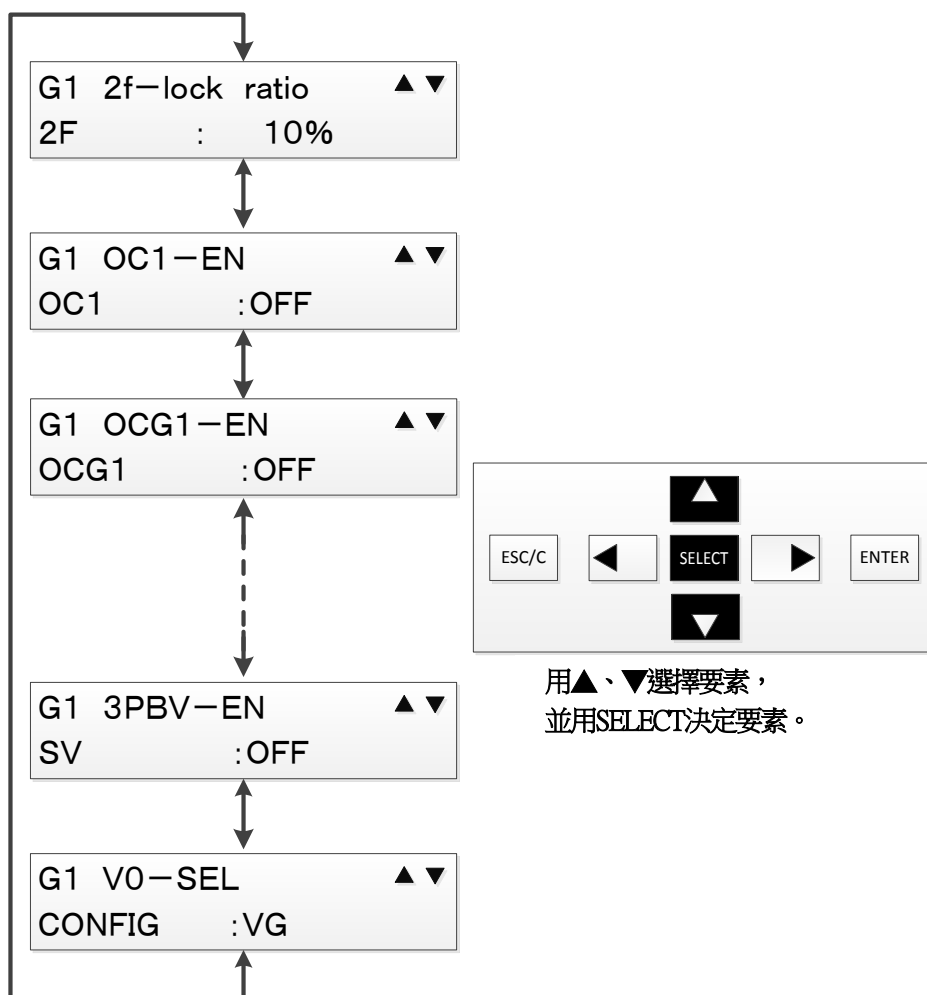 G1 2f－lock ratio ▲ ▼
2F : 10%
G1 OC1－EN ▲ ▼
OC1 :OFF
G1 OCG1－EN ▲ ▼
OCG1 :OFF
ESC/C ◀ ▲ SELECT ▼ ▶ ENTER
用▲、▼選擇要素，
並用SELECT決定要素。
G1 3PBV－EN ▲ ▼
SV :OFF
G1 V0－SEL ▲ ▼
CONFIG :VG